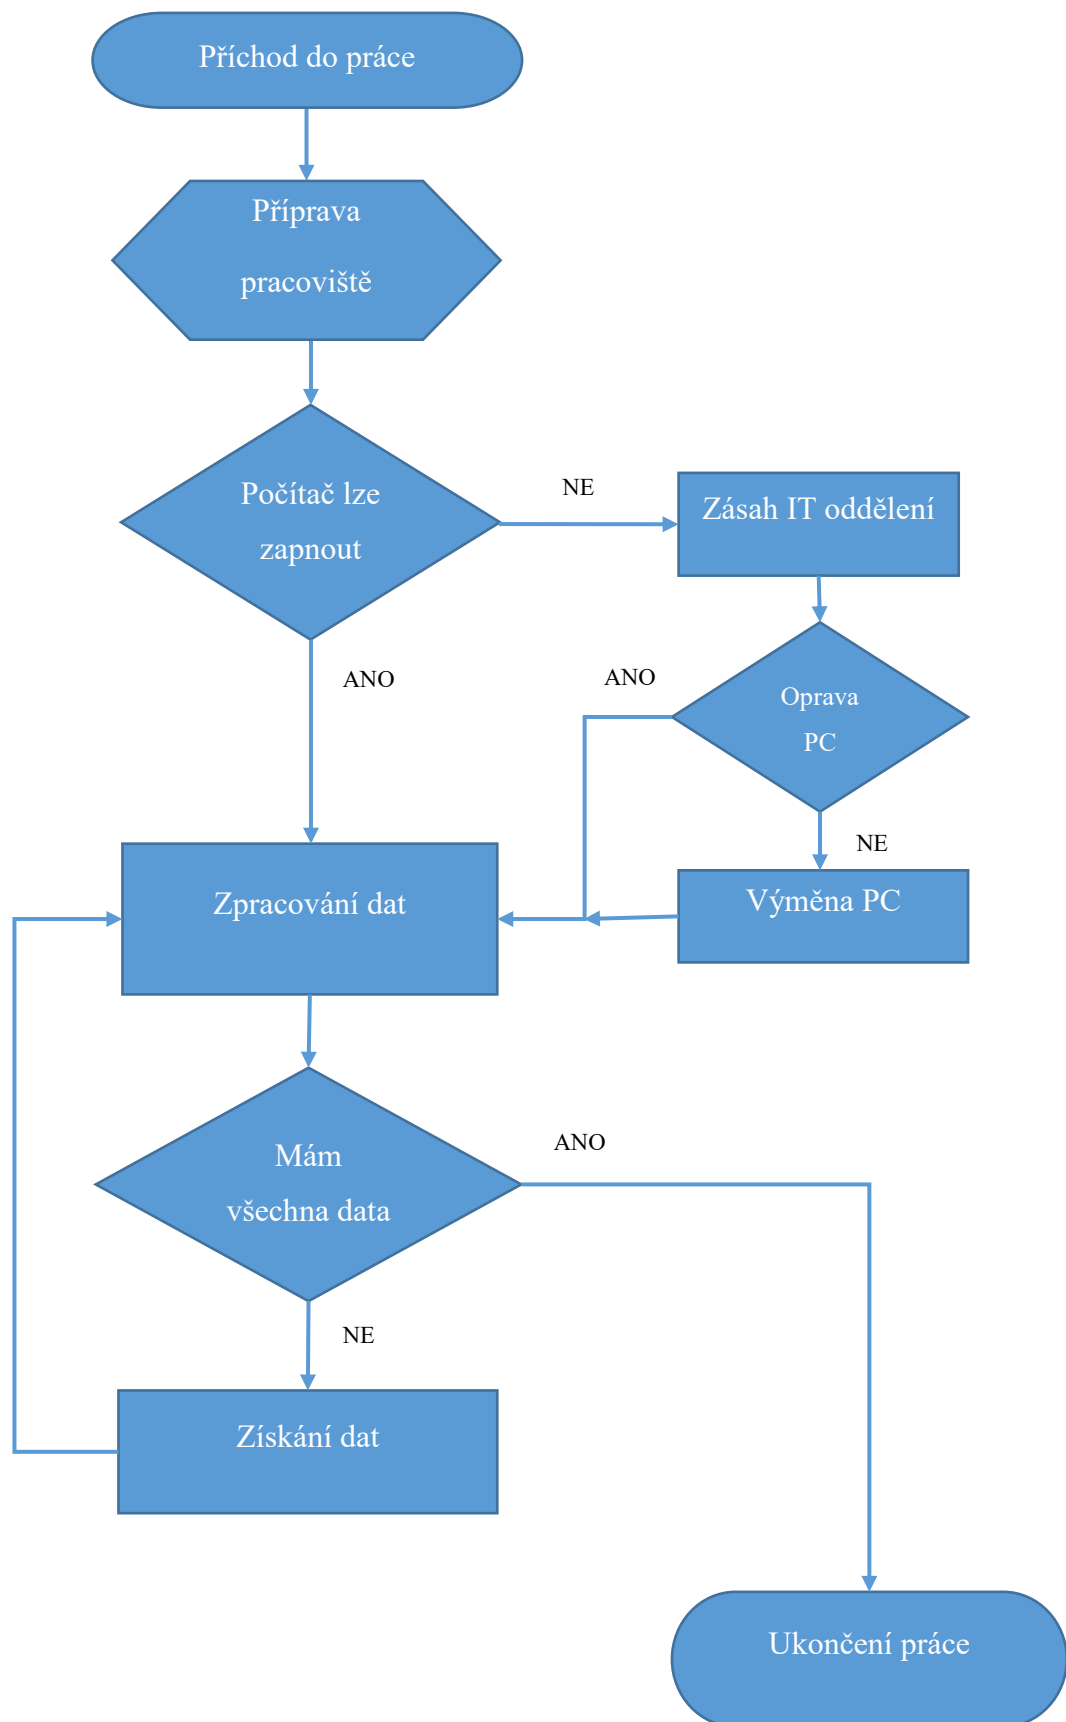 Příchod do práce
Příprava
pracoviště
Počítač lze
zapnout
NE
Zásah IT oddělení
ANO
ANO
Oprava
PC
NE
Zpracování dat
Výměna PC
Mám
všechna data
ANO
NE
Získání dat
Ukončení práce